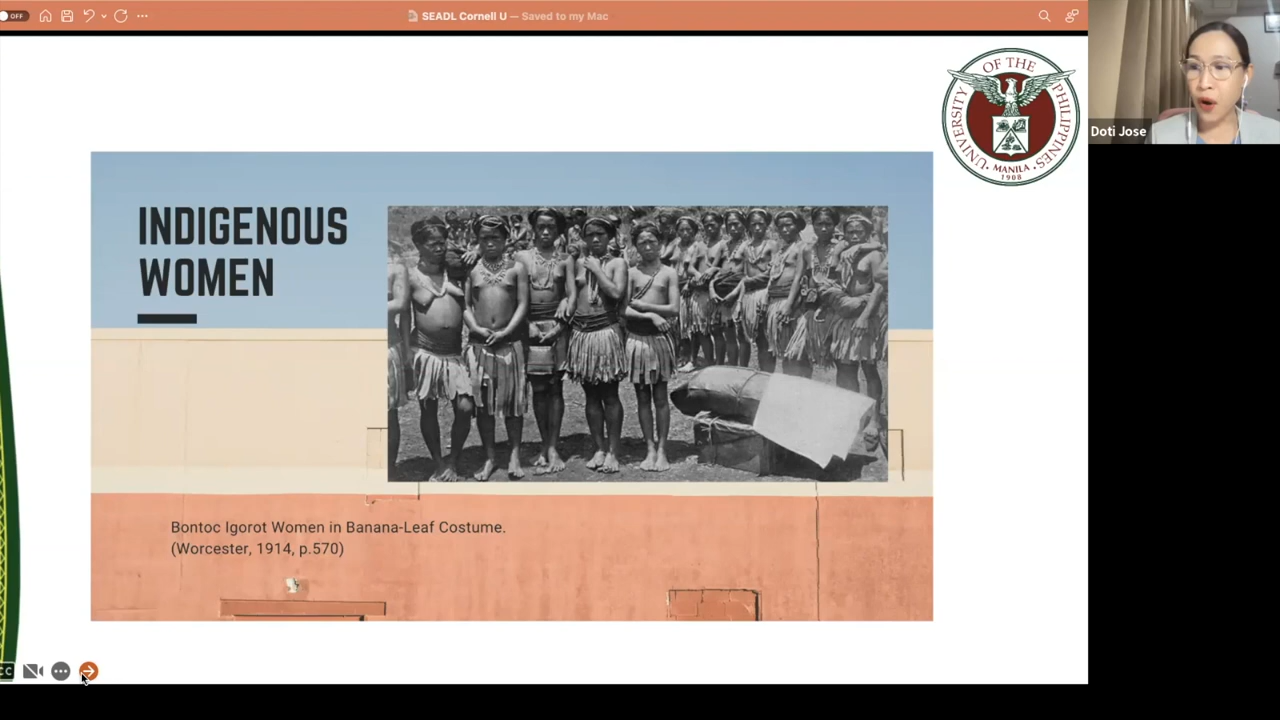 OFF
SEADL Cornell U — Saved to my Mac
UNIVERSITY OF THE PHILIPPINES
MANILA
1908
Doti Jose
INDIGENOUS
WOMEN
Bontoc Igorot Women in Banana-Leaf Costume.
(Worcester, 1914, p.570)
CC